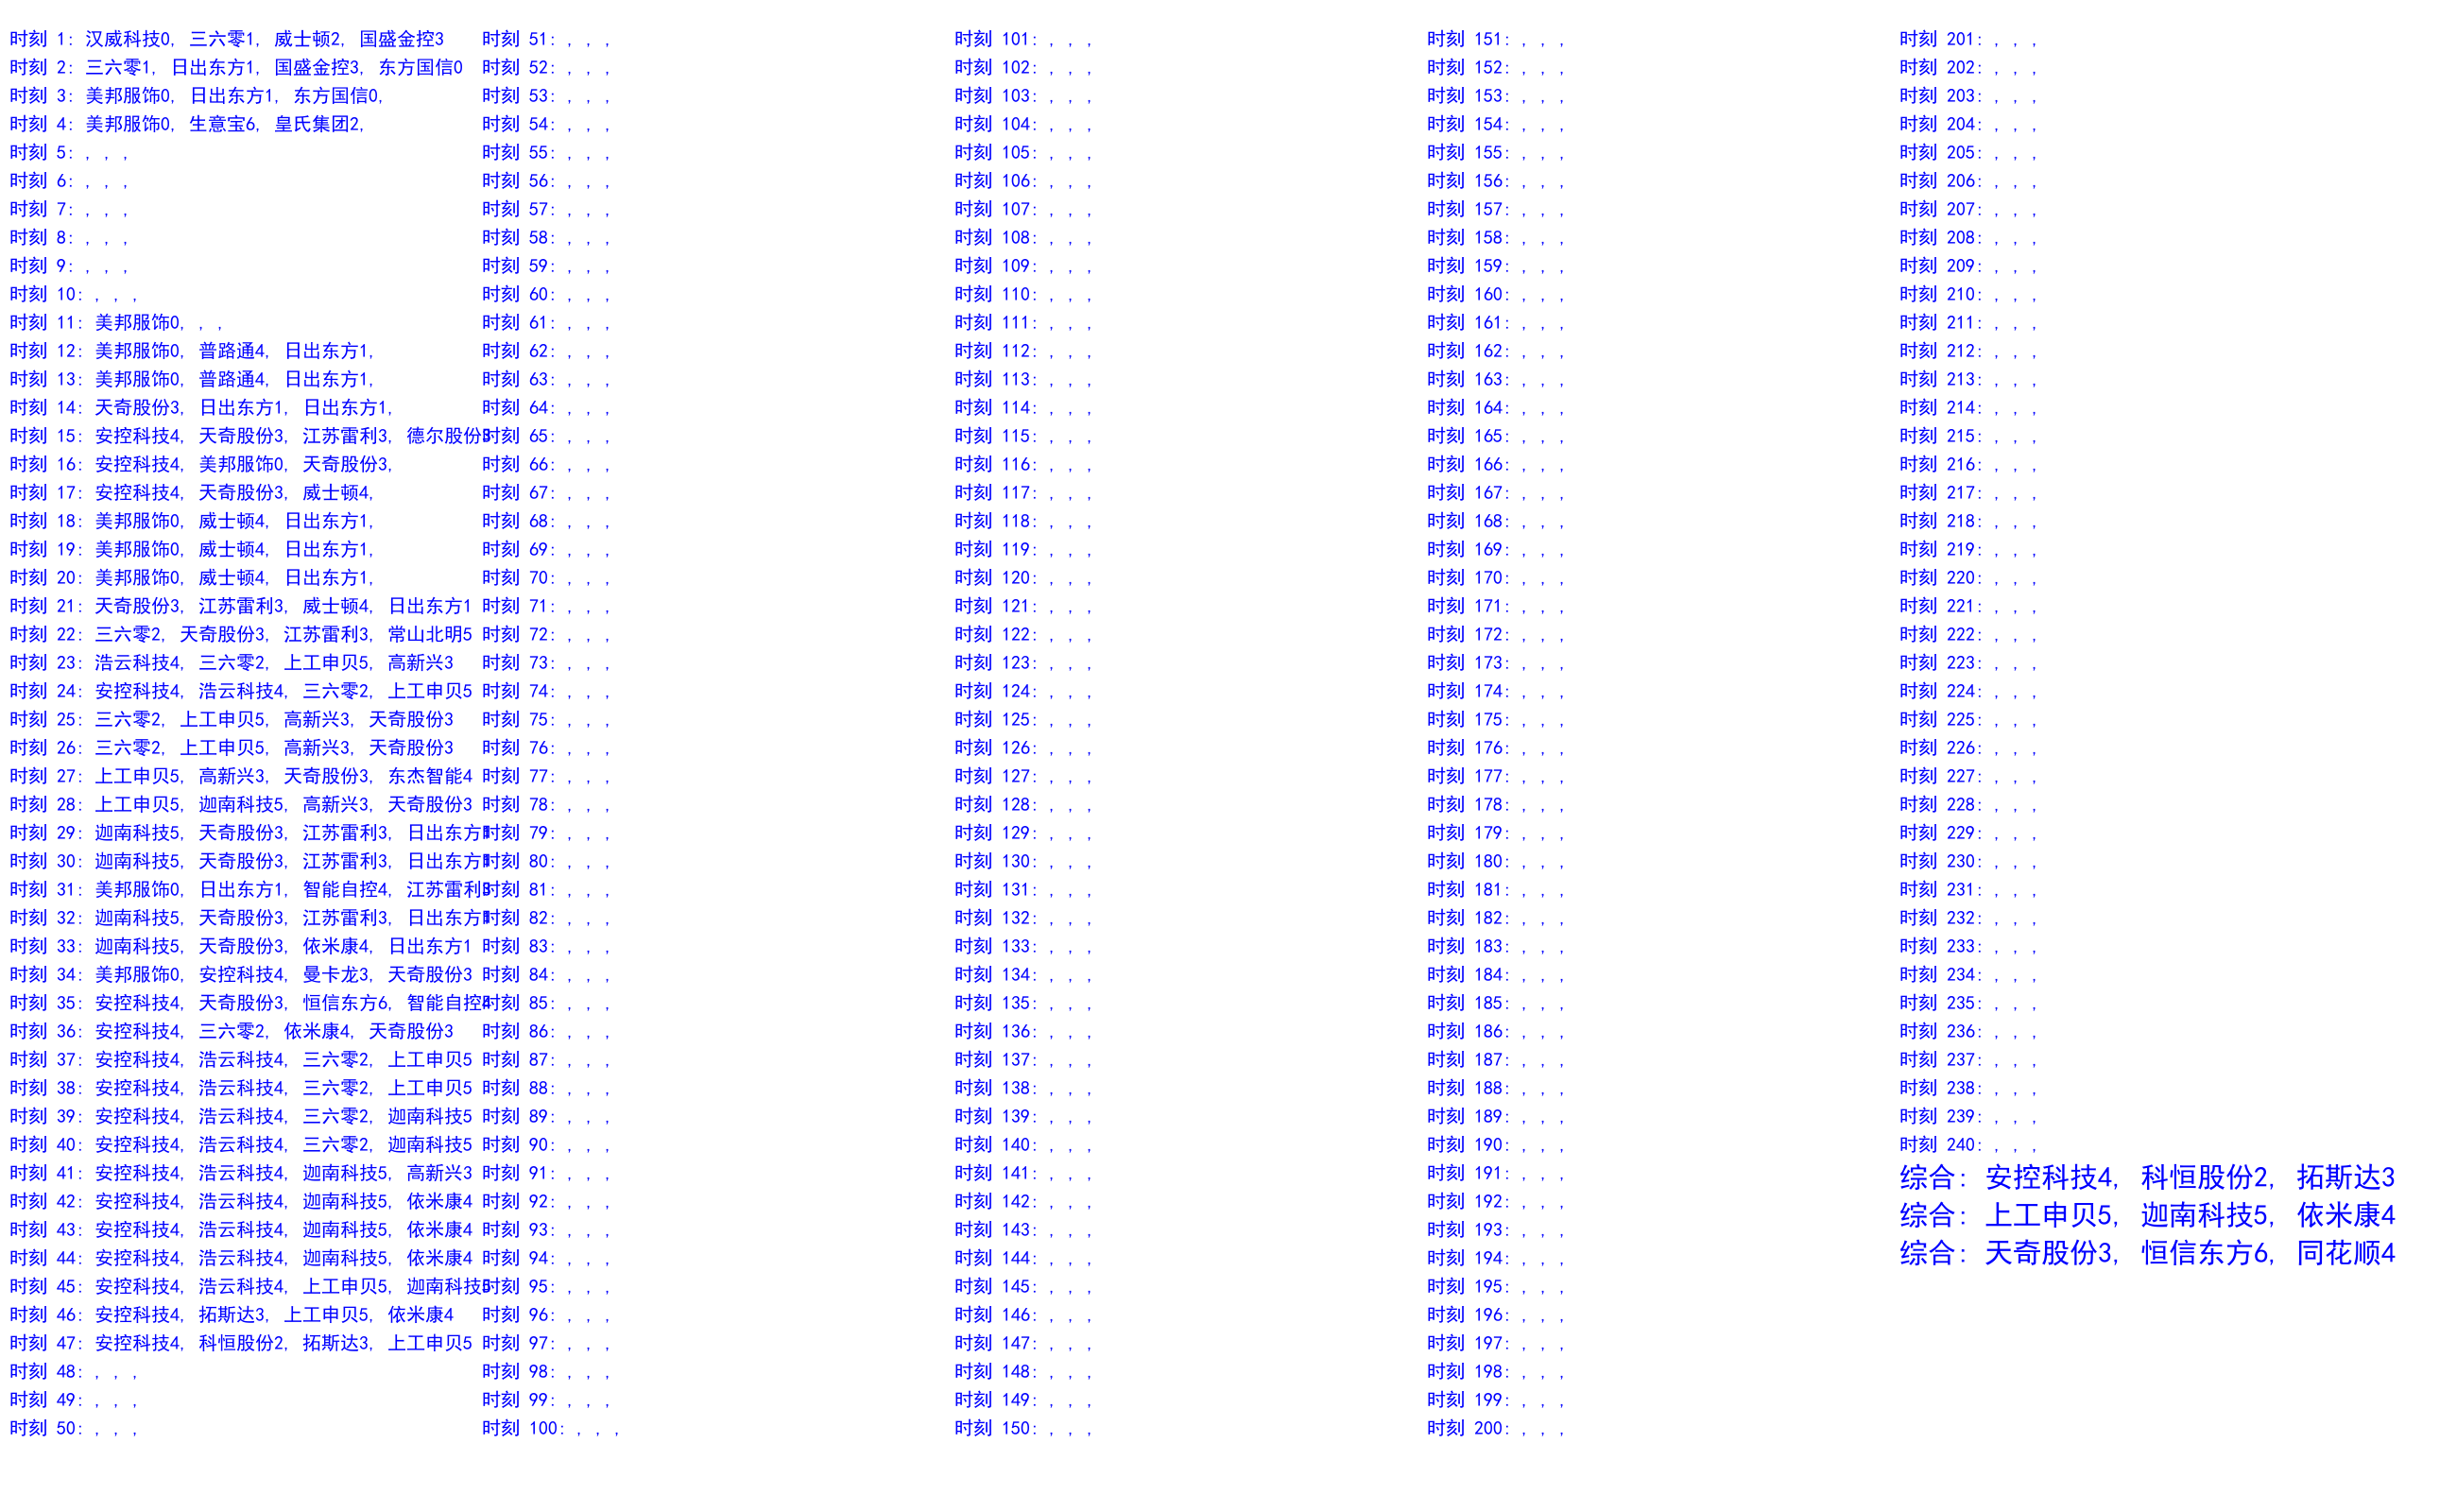 时刻 1: 汉威科技0, 三六零1, 威士顿2, 国盛金控3
时刻 2: 三六零1, 日出东方1, 国盛金控3, 东方国信0
时刻 3: 美邦服饰0, 日出东方1, 东方国信0,
时刻 4: 美邦服饰0, 生意宝6, 皇氏集团2,
时刻 5: , , ,
时刻 6: , , ,
时刻 7: , , ,
时刻 8: , , ,
时刻 9: , , ,
时刻 10: , , ,
时刻 11: 美邦服饰0, , ,
时刻 12: 美邦服饰0, 普路通4, 日出东方1,
时刻 13: 美邦服饰0, 普路通4, 日出东方1,
时刻 14: 天奇股份3, 日出东方1, 日出东方1,
时刻 15: 安控科技4, 天奇股份3, 江苏雷利3, 德尔股份3
时刻 16: 安控科技4, 美邦服饰0, 天奇股份3,
时刻 17: 安控科技4, 天奇股份3, 威士顿4,
时刻 18: 美邦服饰0, 威士顿4, 日出东方1,
时刻 19: 美邦服饰0, 威士顿4, 日出东方1,
时刻 20: 美邦服饰0, 威士顿4, 日出东方1,
时刻 21: 天奇股份3, 江苏雷利3, 威士顿4, 日出东方1
时刻 22: 三六零2, 天奇股份3, 江苏雷利3, 常山北明5
时刻 23: 浩云科技4, 三六零2, 上工申贝5, 高新兴3
时刻 24: 安控科技4, 浩云科技4, 三六零2, 上工申贝5
时刻 25: 三六零2, 上工申贝5, 高新兴3, 天奇股份3
时刻 26: 三六零2, 上工申贝5, 高新兴3, 天奇股份3
时刻 27: 上工申贝5, 高新兴3, 天奇股份3, 东杰智能4
时刻 28: 上工申贝5, 迦南科技5, 高新兴3, 天奇股份3
时刻 29: 迦南科技5, 天奇股份3, 江苏雷利3, 日出东方1
时刻 30: 迦南科技5, 天奇股份3, 江苏雷利3, 日出东方1
时刻 31: 美邦服饰0, 日出东方1, 智能自控4, 江苏雷利3
时刻 32: 迦南科技5, 天奇股份3, 江苏雷利3, 日出东方1
时刻 33: 迦南科技5, 天奇股份3, 依米康4, 日出东方1
时刻 34: 美邦服饰0, 安控科技4, 曼卡龙3, 天奇股份3
时刻 35: 安控科技4, 天奇股份3, 恒信东方6, 智能自控4
时刻 36: 安控科技4, 三六零2, 依米康4, 天奇股份3
时刻 37: 安控科技4, 浩云科技4, 三六零2, 上工申贝5
时刻 38: 安控科技4, 浩云科技4, 三六零2, 上工申贝5
时刻 39: 安控科技4, 浩云科技4, 三六零2, 迦南科技5
时刻 40: 安控科技4, 浩云科技4, 三六零2, 迦南科技5
时刻 41: 安控科技4, 浩云科技4, 迦南科技5, 高新兴3
时刻 42: 安控科技4, 浩云科技4, 迦南科技5, 依米康4
时刻 43: 安控科技4, 浩云科技4, 迦南科技5, 依米康4
时刻 44: 安控科技4, 浩云科技4, 迦南科技5, 依米康4
时刻 45: 安控科技4, 浩云科技4, 上工申贝5, 迦南科技5
时刻 46: 安控科技4, 拓斯达3, 上工申贝5, 依米康4
时刻 47: 安控科技4, 科恒股份2, 拓斯达3, 上工申贝5
时刻 48: , , ,
时刻 49: , , ,
时刻 50: , , ,
时刻 51: , , ,
时刻 52: , , ,
时刻 53: , , ,
时刻 54: , , ,
时刻 55: , , ,
时刻 56: , , ,
时刻 57: , , ,
时刻 58: , , ,
时刻 59: , , ,
时刻 60: , , ,
时刻 61: , , ,
时刻 62: , , ,
时刻 63: , , ,
时刻 64: , , ,
时刻 65: , , ,
时刻 66: , , ,
时刻 67: , , ,
时刻 68: , , ,
时刻 69: , , ,
时刻 70: , , ,
时刻 71: , , ,
时刻 72: , , ,
时刻 73: , , ,
时刻 74: , , ,
时刻 75: , , ,
时刻 76: , , ,
时刻 77: , , ,
时刻 78: , , ,
时刻 79: , , ,
时刻 80: , , ,
时刻 81: , , ,
时刻 82: , , ,
时刻 83: , , ,
时刻 84: , , ,
时刻 85: , , ,
时刻 86: , , ,
时刻 87: , , ,
时刻 88: , , ,
时刻 89: , , ,
时刻 90: , , ,
时刻 91: , , ,
时刻 92: , , ,
时刻 93: , , ,
时刻 94: , , ,
时刻 95: , , ,
时刻 96: , , ,
时刻 97: , , ,
时刻 98: , , ,
时刻 99: , , ,
时刻 100: , , ,
时刻 101: , , ,
时刻 102: , , ,
时刻 103: , , ,
时刻 104: , , ,
时刻 105: , , ,
时刻 106: , , ,
时刻 107: , , ,
时刻 108: , , ,
时刻 109: , , ,
时刻 110: , , ,
时刻 111: , , ,
时刻 112: , , ,
时刻 113: , , ,
时刻 114: , , ,
时刻 115: , , ,
时刻 116: , , ,
时刻 117: , , ,
时刻 118: , , ,
时刻 119: , , ,
时刻 120: , , ,
时刻 121: , , ,
时刻 122: , , ,
时刻 123: , , ,
时刻 124: , , ,
时刻 125: , , ,
时刻 126: , , ,
时刻 127: , , ,
时刻 128: , , ,
时刻 129: , , ,
时刻 130: , , ,
时刻 131: , , ,
时刻 132: , , ,
时刻 133: , , ,
时刻 134: , , ,
时刻 135: , , ,
时刻 136: , , ,
时刻 137: , , ,
时刻 138: , , ,
时刻 139: , , ,
时刻 140: , , ,
时刻 141: , , ,
时刻 142: , , ,
时刻 143: , , ,
时刻 144: , , ,
时刻 145: , , ,
时刻 146: , , ,
时刻 147: , , ,
时刻 148: , , ,
时刻 149: , , ,
时刻 150: , , ,
时刻 151: , , ,
时刻 152: , , ,
时刻 153: , , ,
时刻 154: , , ,
时刻 155: , , ,
时刻 156: , , ,
时刻 157: , , ,
时刻 158: , , ,
时刻 159: , , ,
时刻 160: , , ,
时刻 161: , , ,
时刻 162: , , ,
时刻 163: , , ,
时刻 164: , , ,
时刻 165: , , ,
时刻 166: , , ,
时刻 167: , , ,
时刻 168: , , ,
时刻 169: , , ,
时刻 170: , , ,
时刻 171: , , ,
时刻 172: , , ,
时刻 173: , , ,
时刻 174: , , ,
时刻 175: , , ,
时刻 176: , , ,
时刻 177: , , ,
时刻 178: , , ,
时刻 179: , , ,
时刻 180: , , ,
时刻 181: , , ,
时刻 182: , , ,
时刻 183: , , ,
时刻 184: , , ,
时刻 185: , , ,
时刻 186: , , ,
时刻 187: , , ,
时刻 188: , , ,
时刻 189: , , ,
时刻 190: , , ,
时刻 191: , , ,
时刻 192: , , ,
时刻 193: , , ,
时刻 194: , , ,
时刻 195: , , ,
时刻 196: , , ,
时刻 197: , , ,
时刻 198: , , ,
时刻 199: , , ,
时刻 200: , , ,
时刻 201: , , ,
时刻 202: , , ,
时刻 203: , , ,
时刻 204: , , ,
时刻 205: , , ,
时刻 206: , , ,
时刻 207: , , ,
时刻 208: , , ,
时刻 209: , , ,
时刻 210: , , ,
时刻 211: , , ,
时刻 212: , , ,
时刻 213: , , ,
时刻 214: , , ,
时刻 215: , , ,
时刻 216: , , ,
时刻 217: , , ,
时刻 218: , , ,
时刻 219: , , ,
时刻 220: , , ,
时刻 221: , , ,
时刻 222: , , ,
时刻 223: , , ,
时刻 224: , , ,
时刻 225: , , ,
时刻 226: , , ,
时刻 227: , , ,
时刻 228: , , ,
时刻 229: , , ,
时刻 230: , , ,
时刻 231: , , ,
时刻 232: , , ,
时刻 233: , , ,
时刻 234: , , ,
时刻 235: , , ,
时刻 236: , , ,
时刻 237: , , ,
时刻 238: , , ,
时刻 239: , , ,
时刻 240: , , ,
综合: 安控科技4, 科恒股份2, 拓斯达3
综合: 上工申贝5, 迦南科技5, 依米康4
综合: 天奇股份3, 恒信东方6, 同花顺4